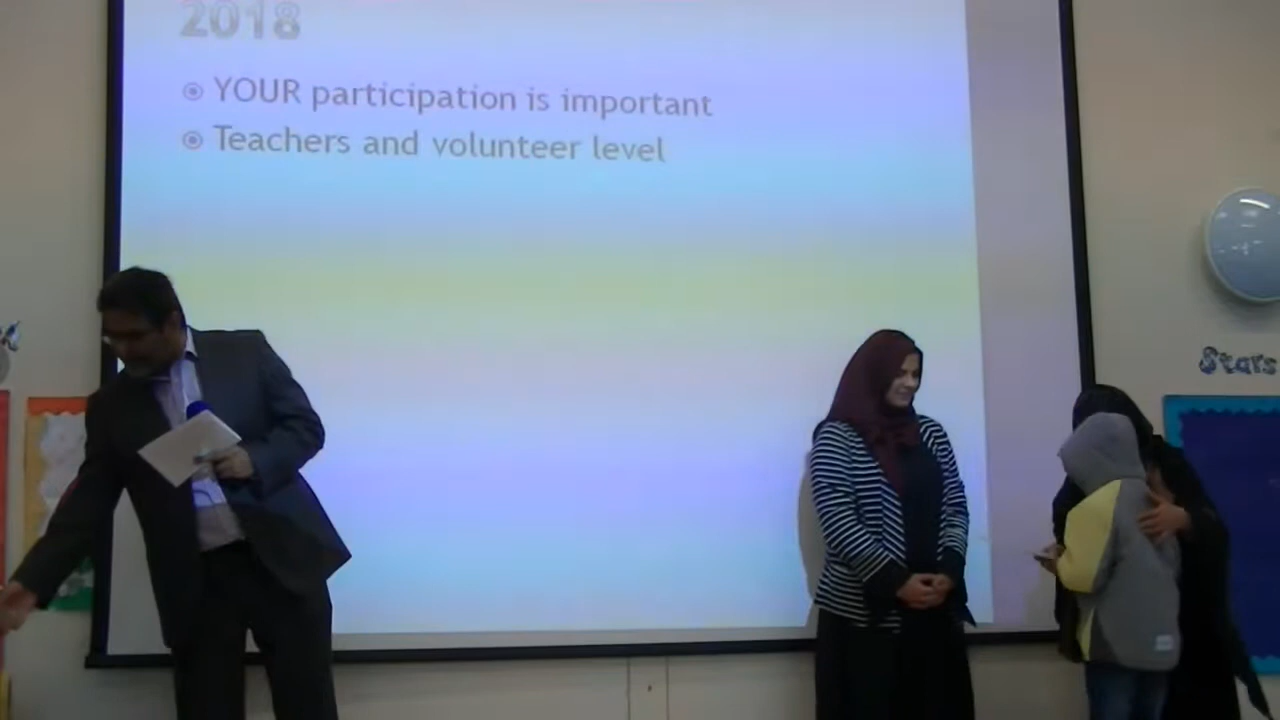 2018
YOUR participation is important
Teachers and volunteer level
Stars